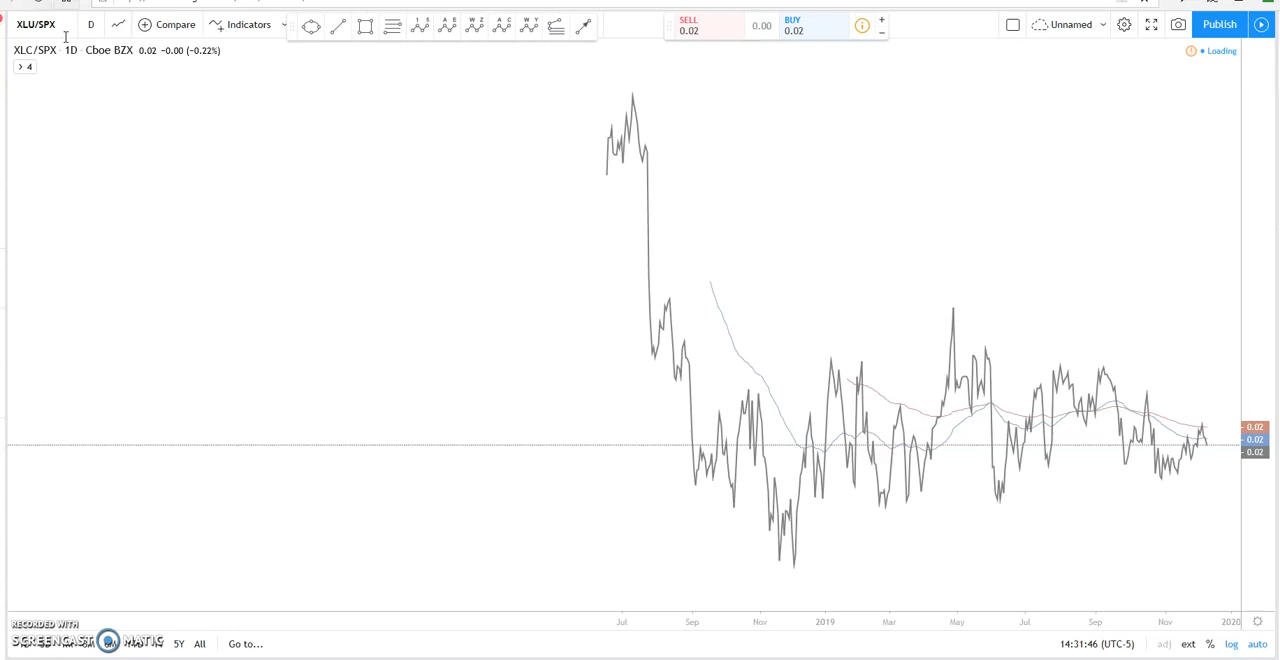 XLU/SPX D Compare Indicators 1 5 A E W Z A C W Y SELL 0.02 0.00 BUY 0.02 + − Unnamed Publish
XLC/SPX · 1D · Cboe BZX 0.02 −0.00 (−0.22%) Loading
> 4
0.02
0.02
0.02
Jul Sep Nov 2019 Mar May Jul Sep Nov 2020
RECORDED WITH
SCREENCAST MATIC 5Y All Go to... 14:31:46 (UTC-5) adj ext % log auto